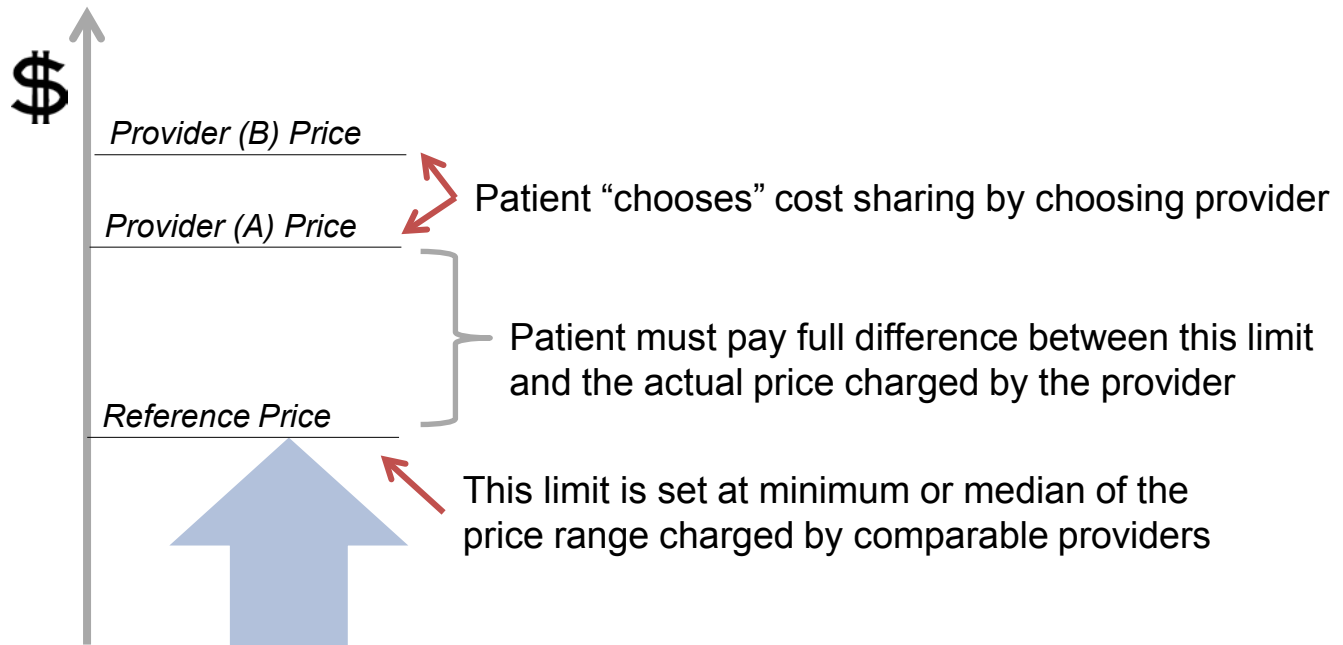 $
Provider (B) Price
Patient “chooses” cost sharing by choosing provider
Provider (A) Price
Patient must pay full difference between this limit
and the actual price charged by the provider
Reference Price
This limit is set at minimum or median of the
price range charged by comparable providers